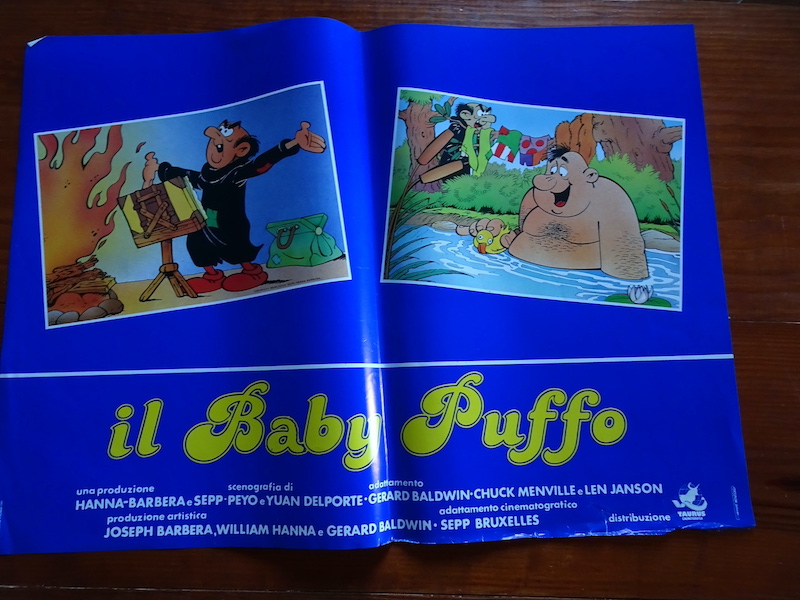 il Baby Puffo
una produzione
HANNA-BARBERA e SEPP·PEYO e YUAN DELPORTE·GERARD BALDWIN·CHUCK MENVILLE e LEN JANSON
scenografia di
adattamento
produzione artistica
JOSEPH BARBERA, WILLIAM HANNA e GERARD BALDWIN·SEPP BRUXELLES
adattamento cinematografico
distribuzione
TAURUS